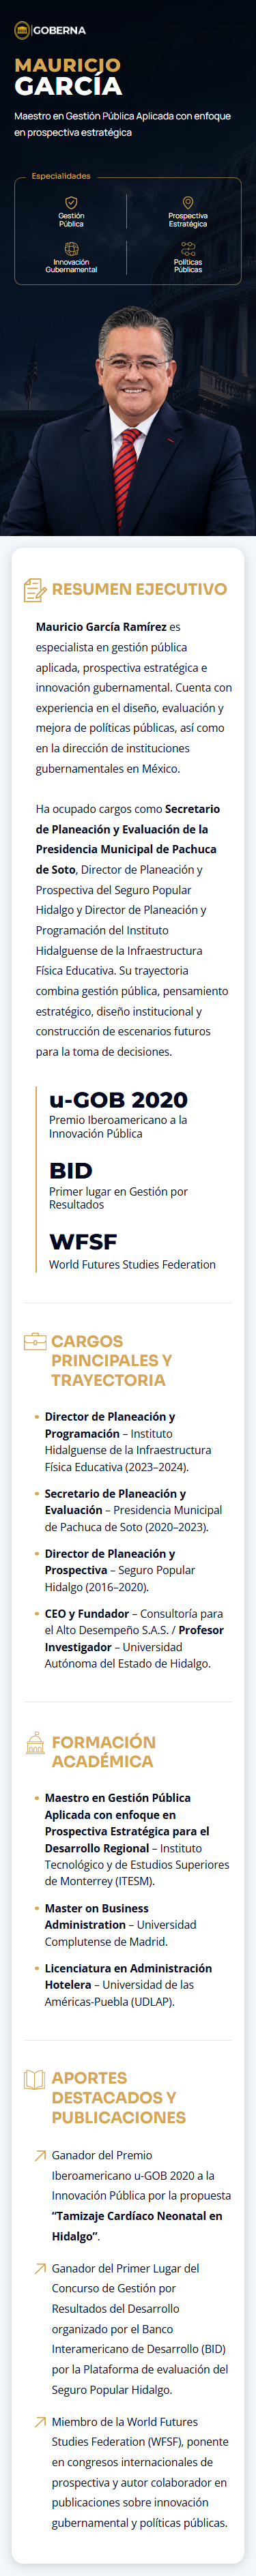 GOBERNA
MAURICIO
GARCÍA
Maestro en Gestión Pública Aplicada con enfoque
en prospectiva estratégica
Especialidades
Gestión
Pública
Prospectiva
Estratégica
Innovación
Gubernamental
Políticas
Públicas
RESUMEN EJECUTIVO
Mauricio García Ramírez es
especialista en gestión pública
aplicada, prospectiva estratégica e
innovación gubernamental. Cuenta con
experiencia en el diseño, evaluación y
mejora de políticas públicas, así como
en la dirección de instituciones
gubernamentales en México.
Ha ocupado cargos como Secretario
de Planeación y Evaluación de la
Presidencia Municipal de Pachuca
de Soto, Director de Planeación y
Prospectiva del Seguro Popular
Hidalgo y Director de Planeación y
Programación del Instituto
Hidalguense de la Infraestructura
Física Educativa. Su trayectoria
combina gestión pública, pensamiento
estratégico, diseño institucional y
construcción de escenarios futuros
para la toma de decisiones.
u-GOB 2020
Premio Iberoamericano a la
Innovación Pública
BID
Primer lugar en Gestión por
Resultados
WFSF
World Futures Studies Federation
CARGOS
PRINCIPALES Y
TRAYECTORIA
• Director de Planeación y
Programación – Instituto
Hidalguense de la Infraestructura
Física Educativa (2023–2024).
• Secretario de Planeación y
Evaluación – Presidencia Municipal
de Pachuca de Soto (2020–2023).
• Director de Planeación y
Prospectiva – Seguro Popular
Hidalgo (2016–2020).
• CEO y Fundador – Consultoría para
el Alto Desempeño S.A.S. / Profesor
Investigador – Universidad
Autónoma del Estado de Hidalgo.
FORMACIÓN
ACADÉMICA
• Maestro en Gestión Pública
Aplicada con enfoque en
Prospectiva Estratégica para el
Desarrollo Regional – Instituto
Tecnológico y de Estudios Superiores
de Monterrey (ITESM).
• Master on Business
Administration – Universidad
Complutense de Madrid.
• Licenciatura en Administración
Hotelera – Universidad de las
Américas-Puebla (UDLAP).
APORTES
DESTACADOS Y
PUBLICACIONES
Ganador del Premio
Iberoamericano u-GOB 2020 a la
Innovación Pública por la propuesta
“Tamizaje Cardíaco Neonatal en
Hidalgo”.
Ganador del Primer Lugar del
Concurso de Gestión por
Resultados del Desarrollo
organizado por el Banco
Interamericano de Desarrollo (BID)
por la Plataforma de evaluación del
Seguro Popular Hidalgo.
Miembro de la World Futures
Studies Federation (WFSF), ponente
en congresos internacionales de
prospectiva y autor colaborador en
publicaciones sobre innovación
gubernamental y políticas públicas.